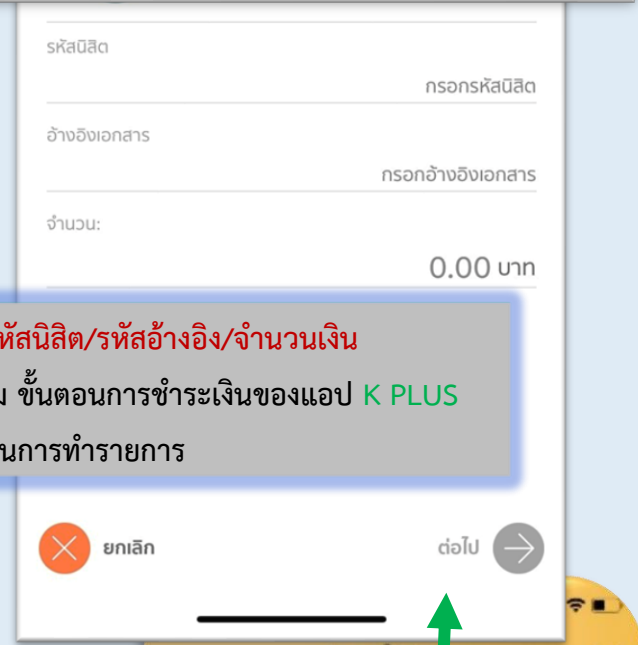 รหัสนิสิต
กรอกรหัสนิสิต
อ้างอิงเอกสาร
กรอกอ้างอิงเอกสาร
จำนวน:
0.00 บาท
หัสนิสิต/รหัสอ้างอิง/จำนวนเงิน
ขั้นตอนการชำระเงินของแอป K PLUS
นการทำรายการ
ยกเลิก
ต่อไป